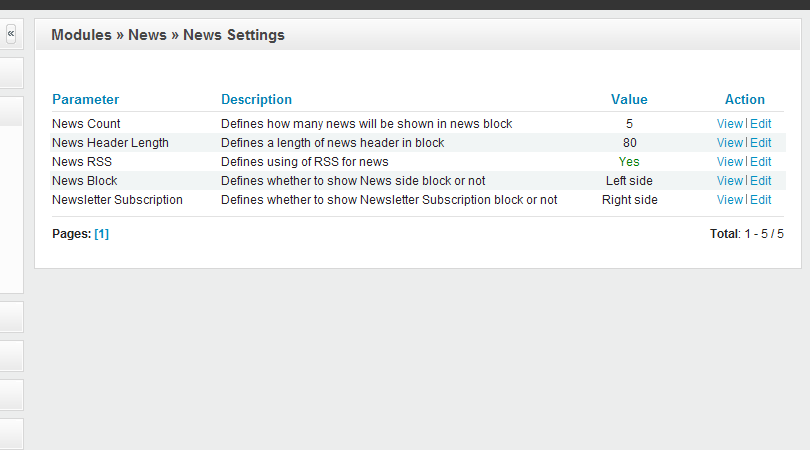 «
Modules » News » News Settings
Parameter Description Value Action
News Count Defines how many news will be shown in news block 5 View | Edit
News Header Length Defines a length of news header in block 80 View | Edit
News RSS Defines using of RSS for news Yes View | Edit
News Block Defines whether to show News side block or not Left side View | Edit
Newsletter Subscription Defines whether to show Newsletter Subscription block or not Right side View | Edit
Pages: [1] Total: 1 - 5 / 5